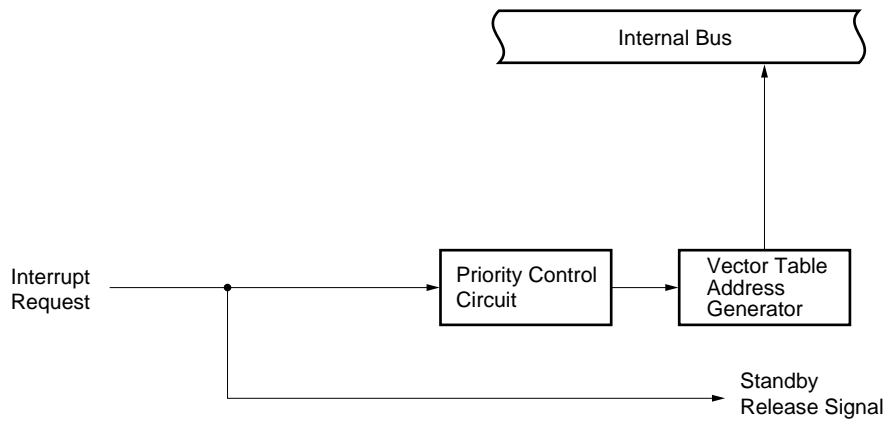 Internal Bus
Interrupt
Request
Priority Control
Circuit
Vector Table
Address
Generator
Standby
Release Signal